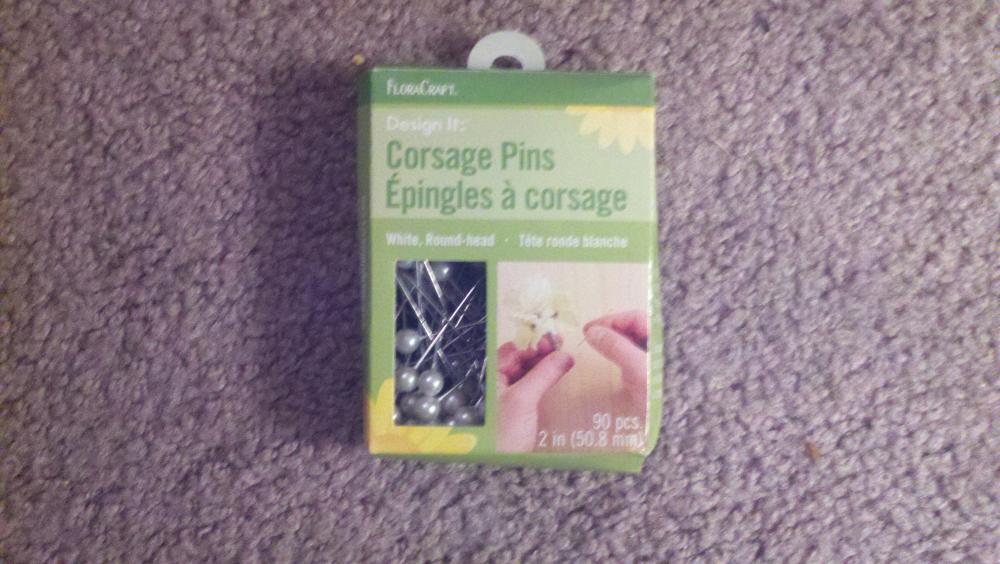 FLORACRAFT.
Design It:
Corsage Pins
Épingles à corsage
White, Round-head · Tête ronde blanche
90 pcs.
2 in (50.8 mm)